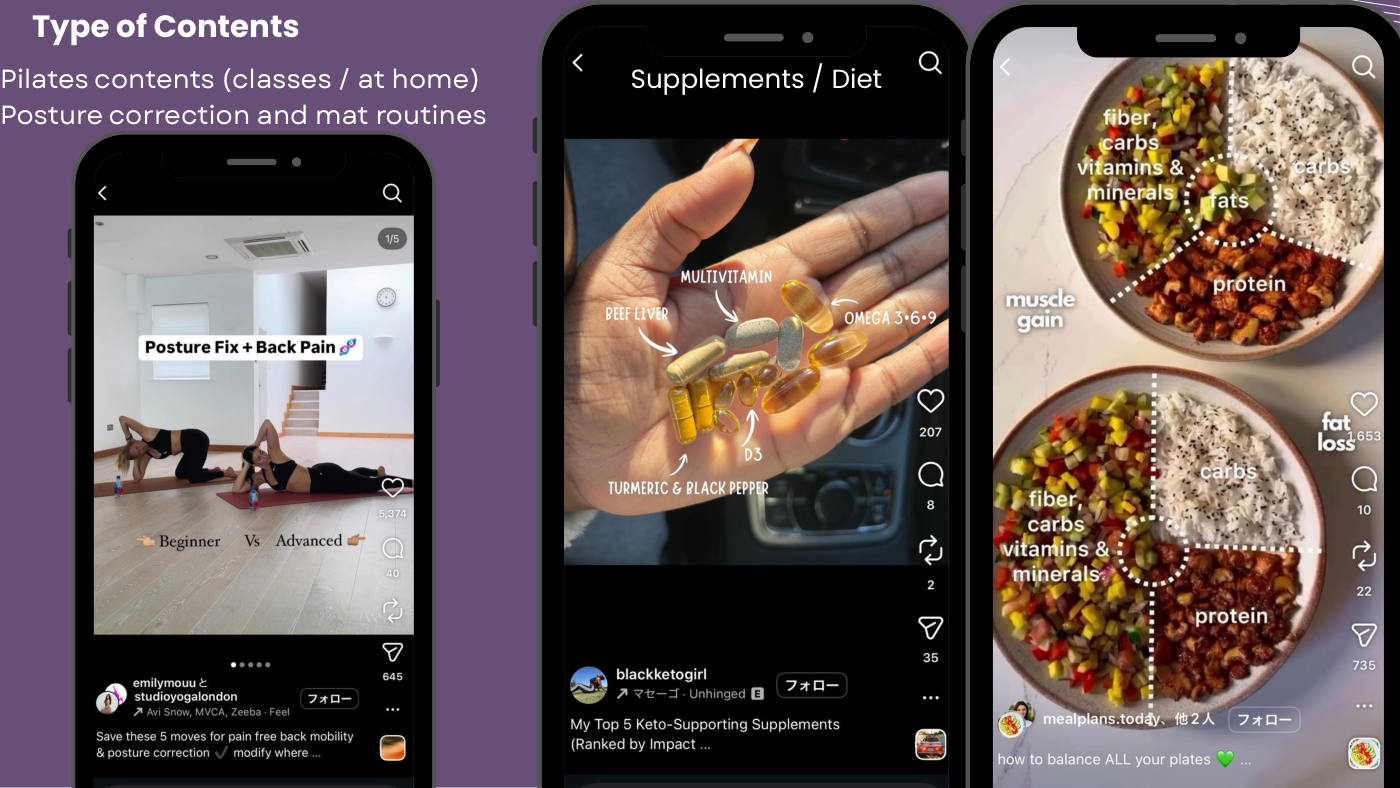 Type of Contents
Pilates contents (classes / at home)
Posture correction and mat routines
1/5
Posture Fix + Back Pain 🧬
👈🏼 Beginner Vs Advanced 👉🏽
5,374
40
645
emilymouu と
studioyogalondon
フォロー
Avi Snow, MVCA, Zeeba · Feel
...
Save these 5 moves for pain free back mobility
& posture correction ✔️ modify where ...
Supplements / Diet
MULTIVITAMIN
BEEF LIVER
OMEGA 3•6•9
D3
TURMERIC & BLACK PEPPER
207
8
2
35
...
blackketogirl
マセーゴ · Unhinged E
フォロー
My Top 5 Keto-Supporting Supplements
(Ranked by Impact ...
fiber,
carbs
vitamins &
minerals
carbs
fats
protein
muscle
gain
fat
loss
carbs
fiber,
carbs
vitamins &
minerals
protein
1,653
10
22
735
...
mealplans.today、他2人
フォロー
how to balance ALL your plates 💚 ...